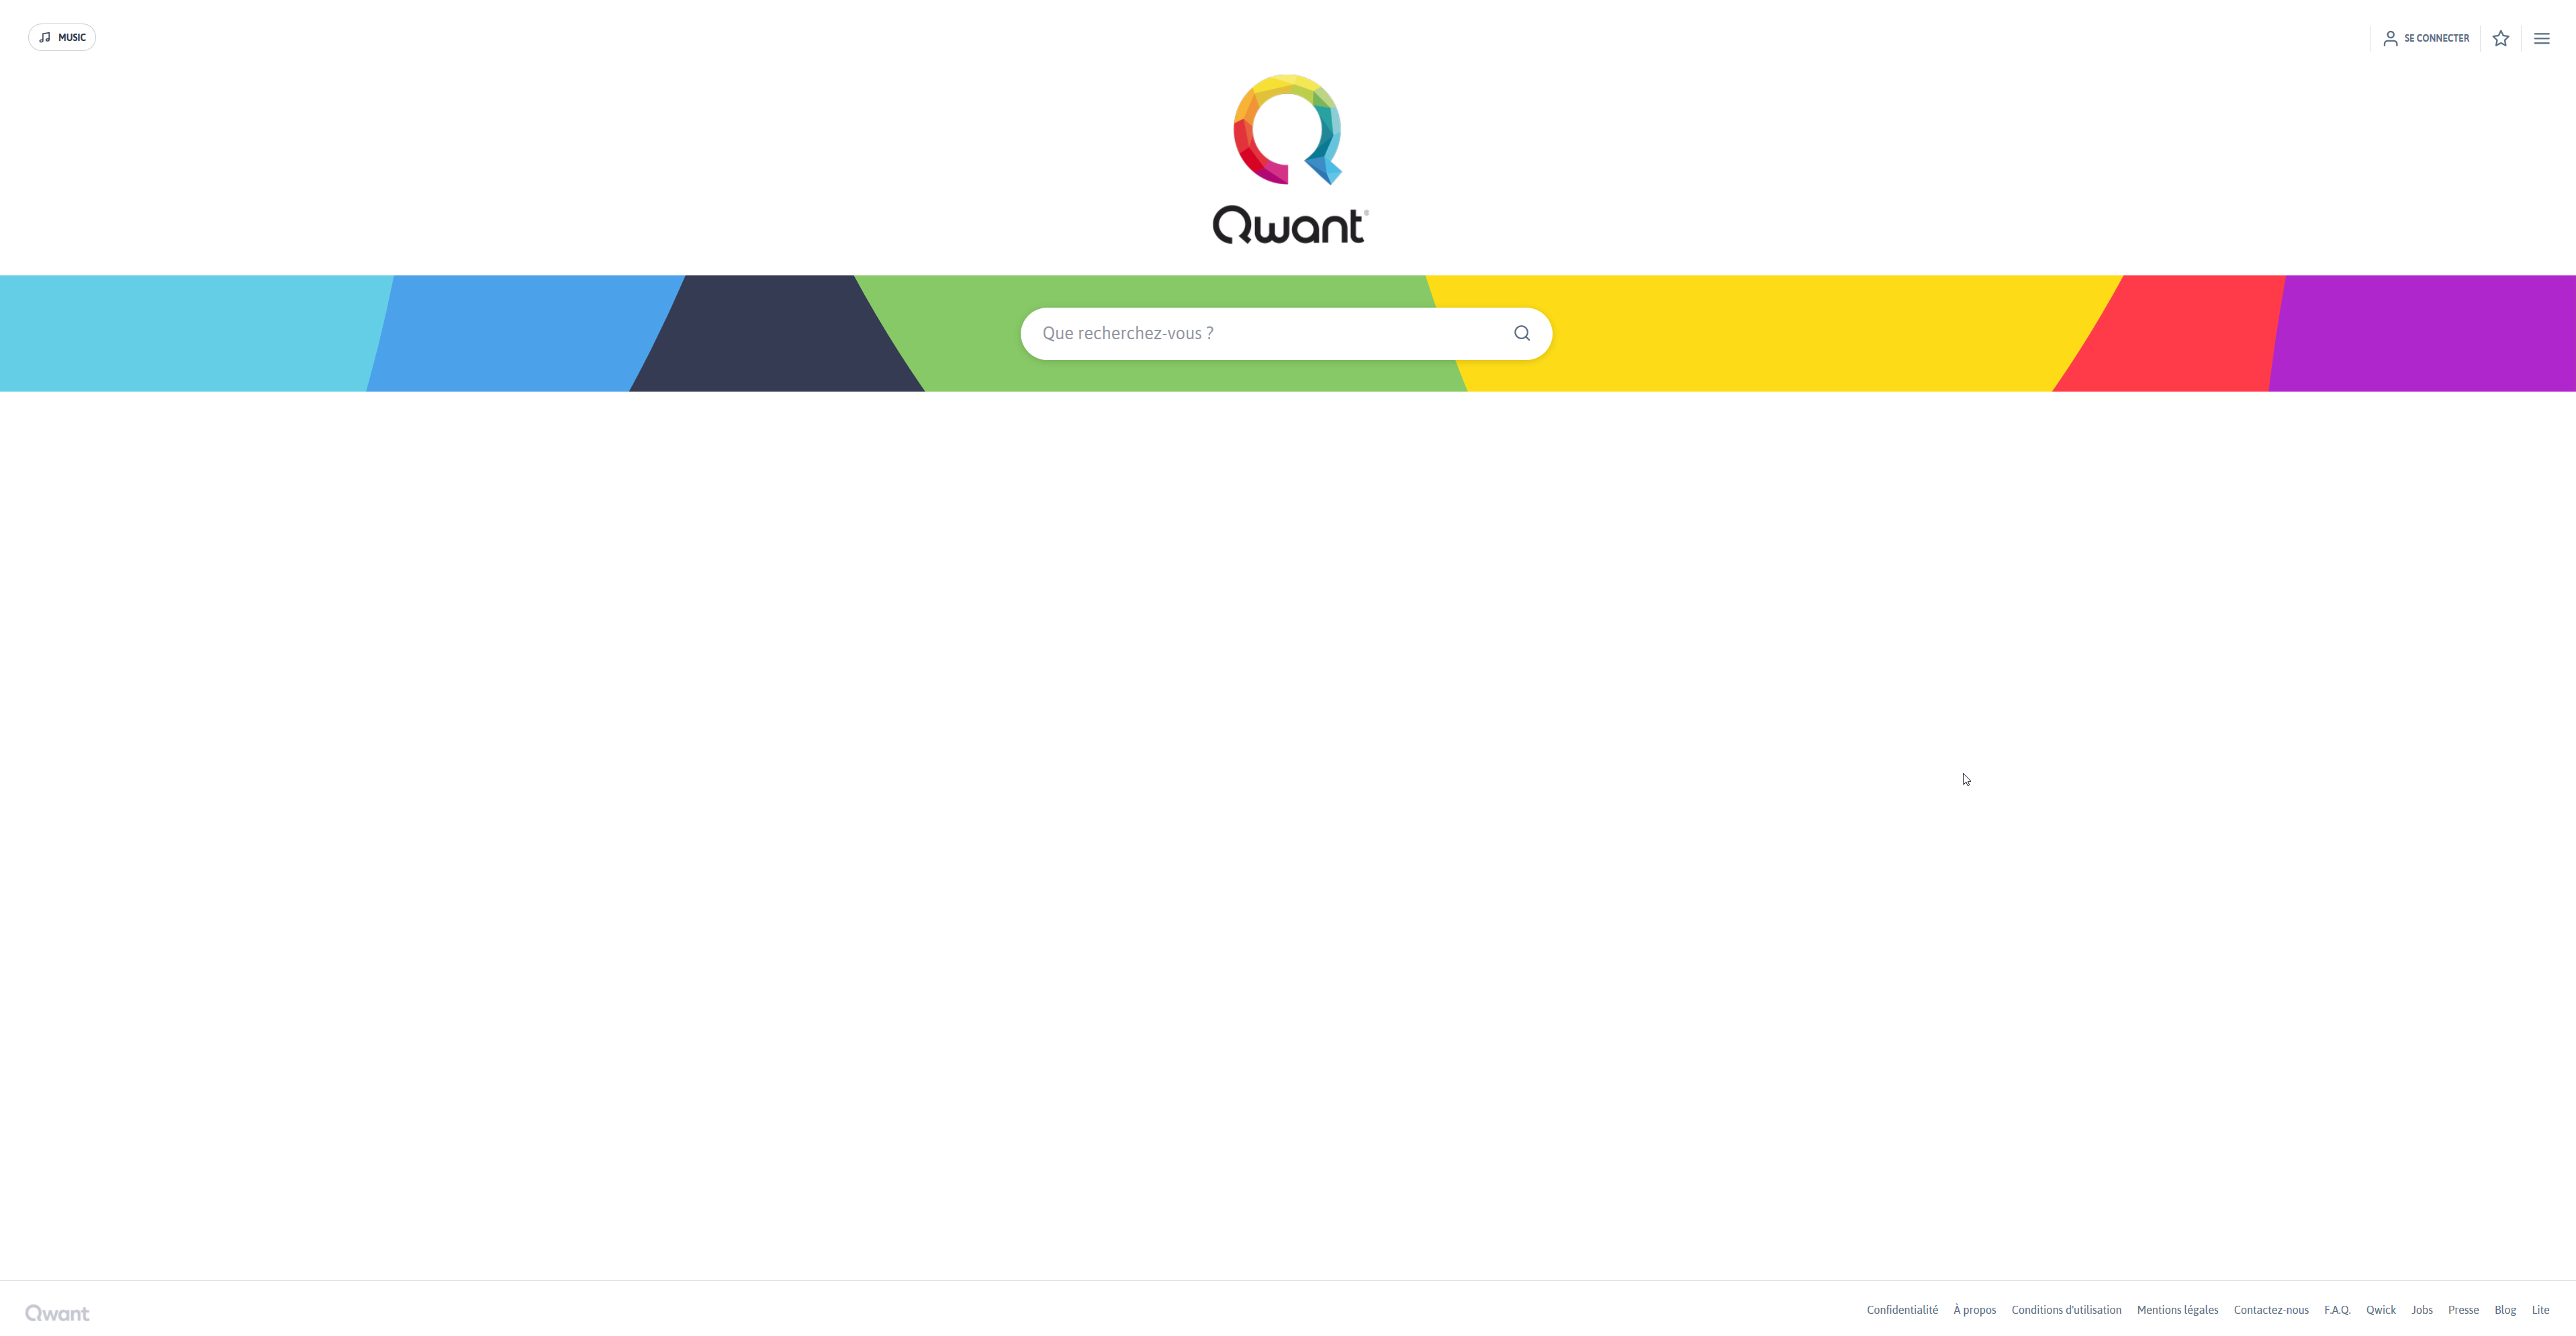 MUSIC
SE CONNECTER
Qwant
Que recherchez-vous ?
Qwant
Confidentialité À propos Conditions d'utilisation Mentions légales Contactez-nous F.A.Q. Qwick Jobs Presse Blog Lite